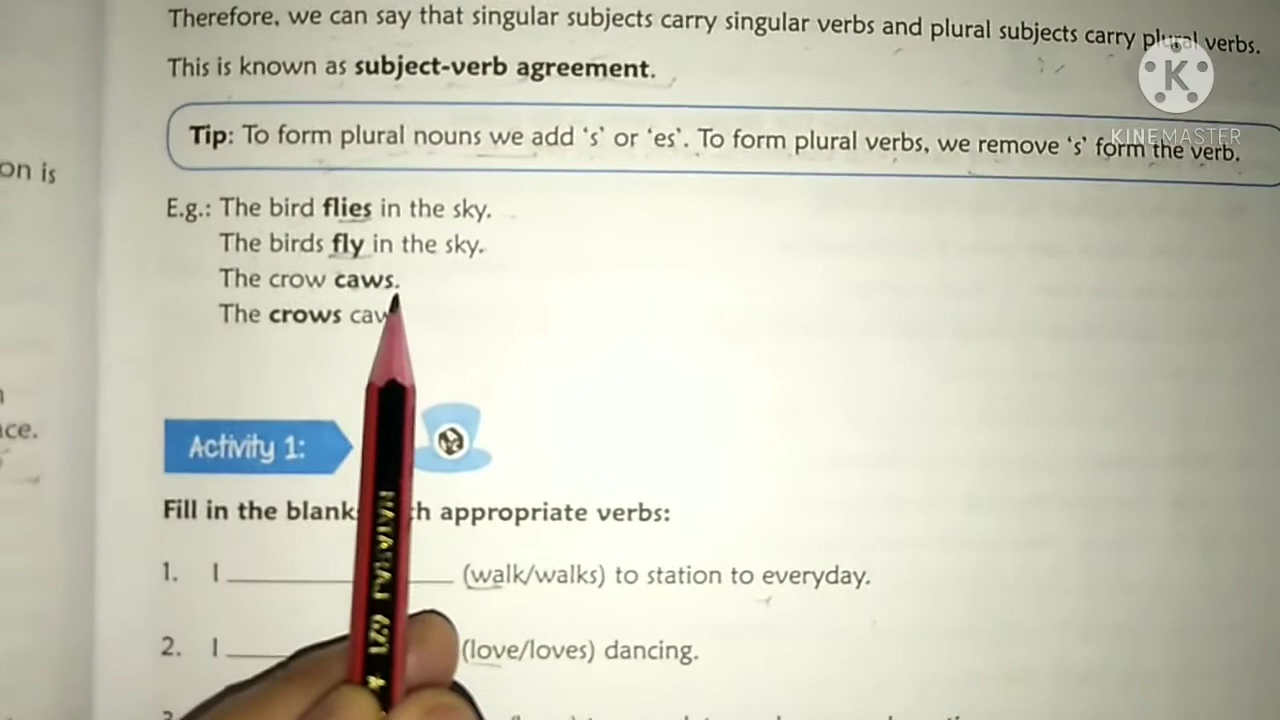 Therefore, we can say that singular subjects carry singular verbs and plural subjects carry plural verbs.
This is known as subject-verb agreement.
K
KINEMASTER
Tip: To form plural nouns we add ‘s’ or ‘es’. To form plural verbs, we remove ‘s’ form the verb.
on is
E.g.: The bird flies in the sky.
The birds fly in the sky.
The crow caws.
The crows
ce.
Activity 1:
Fill in the appropriate verbs:
1. I ____ (walk/walks) to station to everyday.
2. I ____ (love/loves) dancing.